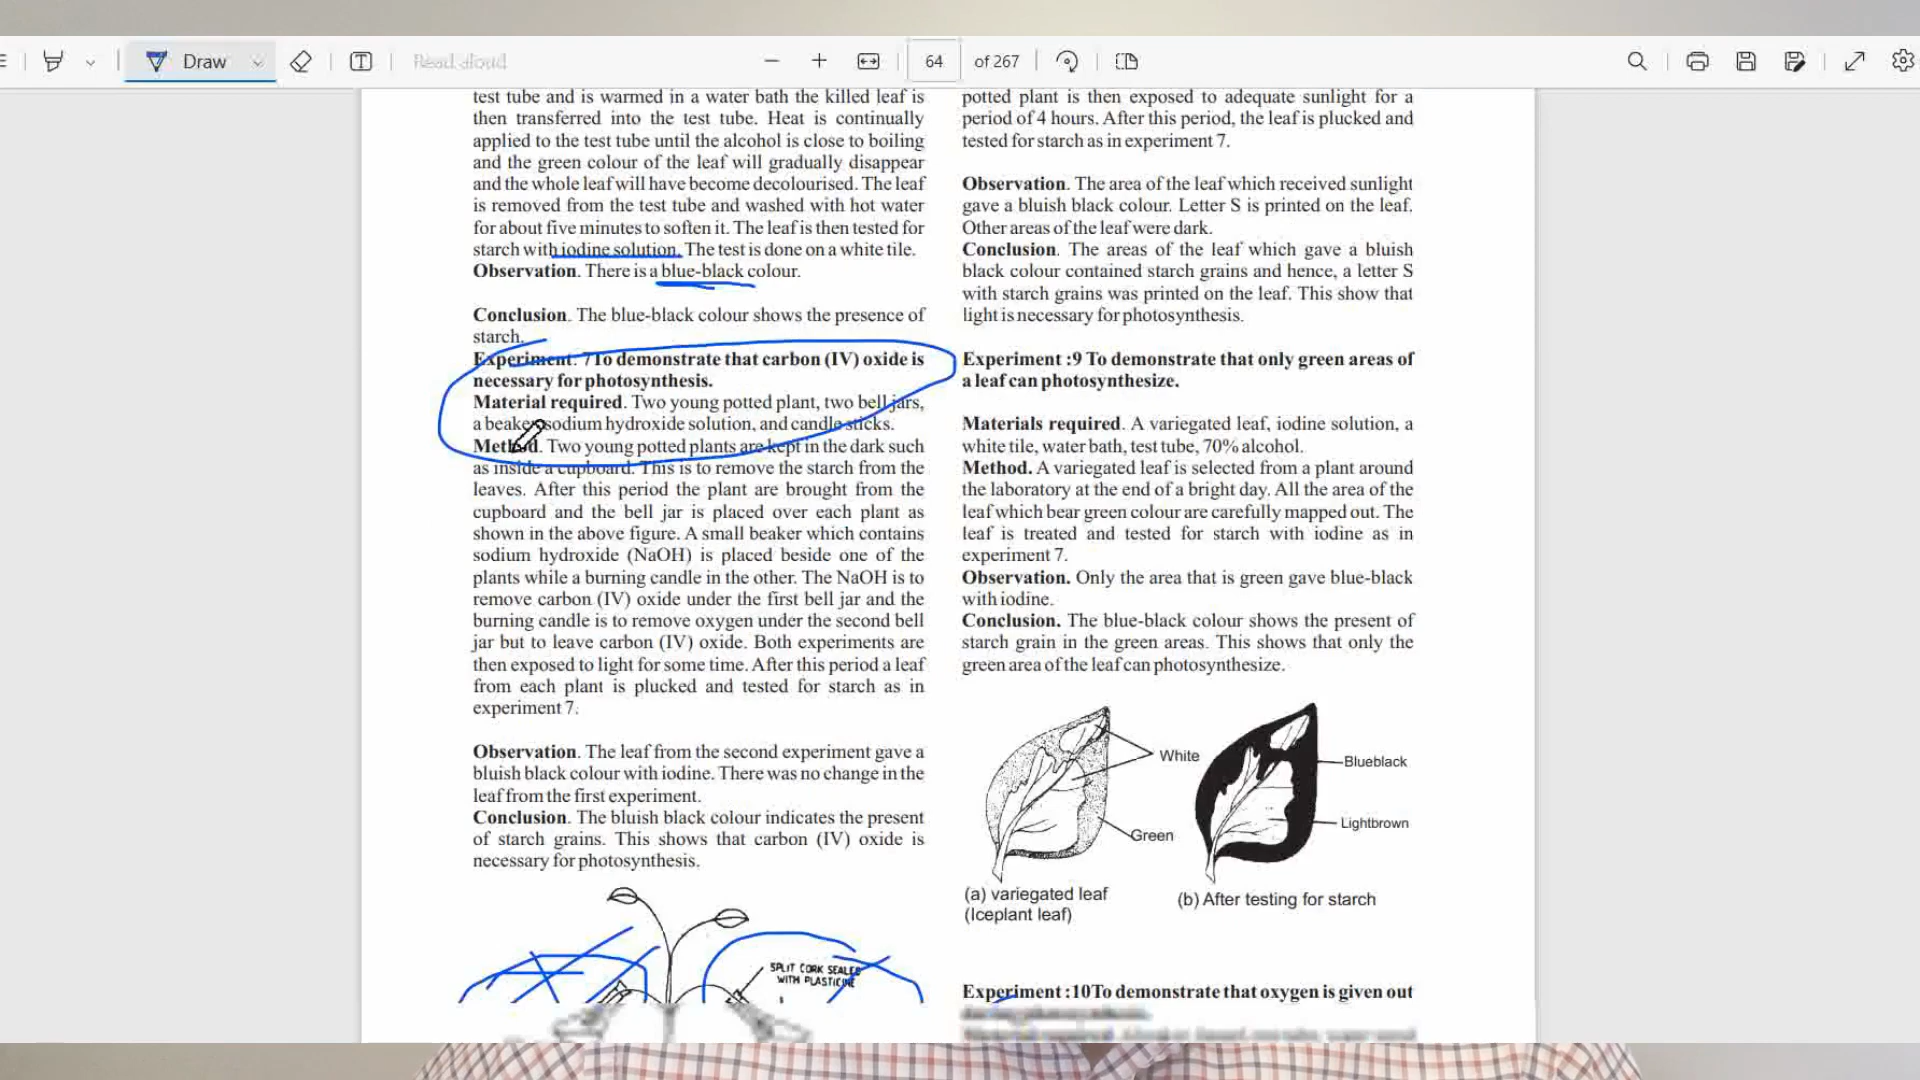 Draw
Read aloud
64 of 267
test tube and is warmed in a water bath the killed leaf is
then transferred into the test tube. Heat is continually
applied to the test tube until the alcohol is close to boiling
and the green colour of the leaf will gradually disappear
and the whole leaf will have become decolourised. The leaf
is removed from the test tube and washed with hot water
for about five minutes to soften it. The leaf is then tested for
starch with iodine solution. The test is done on a white tile.
Observation. There is a blue-black colour.
Conclusion. The blue-black colour shows the presence of
starch.
Experiment: 7To demonstrate that carbon (IV) oxide is
necessary for photosynthesis.
Material required. Two young potted plant, two bell jars,
a beaker sodium hydroxide solution, and candle sticks.
Method. Two young potted plants are kept in the dark such
as inside a cupboard. This is to remove the starch from the
leaves. After this period the plant are brought from the
cupboard and the bell jar is placed over each plant as
shown in the above figure. A small beaker which contains
sodium hydroxide (NaOH) is placed beside one of the
plants while a burning candle in the other. The NaOH is to
remove carbon (IV) oxide under the first bell jar and the
burning candle is to remove oxygen under the second bell
jar but to leave carbon (IV) oxide. Both experiments are
then exposed to light for some time. After this period a leaf
from each plant is plucked and tested for starch as in
experiment 7.
Observation. The leaf from the second experiment gave a
bluish black colour with iodine. There was no change in the
leaf from the first experiment.
Conclusion. The bluish black colour indicates the present
of starch grains. This shows that carbon (IV) oxide is
necessary for photosynthesis.
SPLIT CORK SEALED
WITH PLASTICINE
potted plant is then exposed to adequate sunlight for a
period of 4 hours. After this period, the leaf is plucked and
tested for starch as in experiment 7.
Observation. The area of the leaf which received sunlight
gave a bluish black colour. Letter S is printed on the leaf.
Other areas of the leaf were dark.
Conclusion. The areas of the leaf which gave a bluish
black colour contained starch grains and hence, a letter S
with starch grains was printed on the leaf. This show that
light is necessary for photosynthesis.
Experiment :9 To demonstrate that only green areas of
a leaf can photosynthesize.
Materials required. A variegated leaf, iodine solution, a
white tile, water bath, test tube, 70% alcohol.
Method. A variegated leaf is selected from a plant around
the laboratory at the end of a bright day. All the area of the
leaf which bear green colour are carefully mapped out. The
leaf is treated and tested for starch with iodine as in
experiment 7.
Observation. Only the area that is green gave blue-black
with iodine.
Conclusion. The blue-black colour shows the present of
starch grain in the green areas. This shows that only the
green area of the leaf can photosynthesize.
White
Green
Blueblack
Lightbrown
(a) variegated leaf
(Iceplant leaf)
(b) After testing for starch
Experiment :10To demonstrate that oxygen is given out